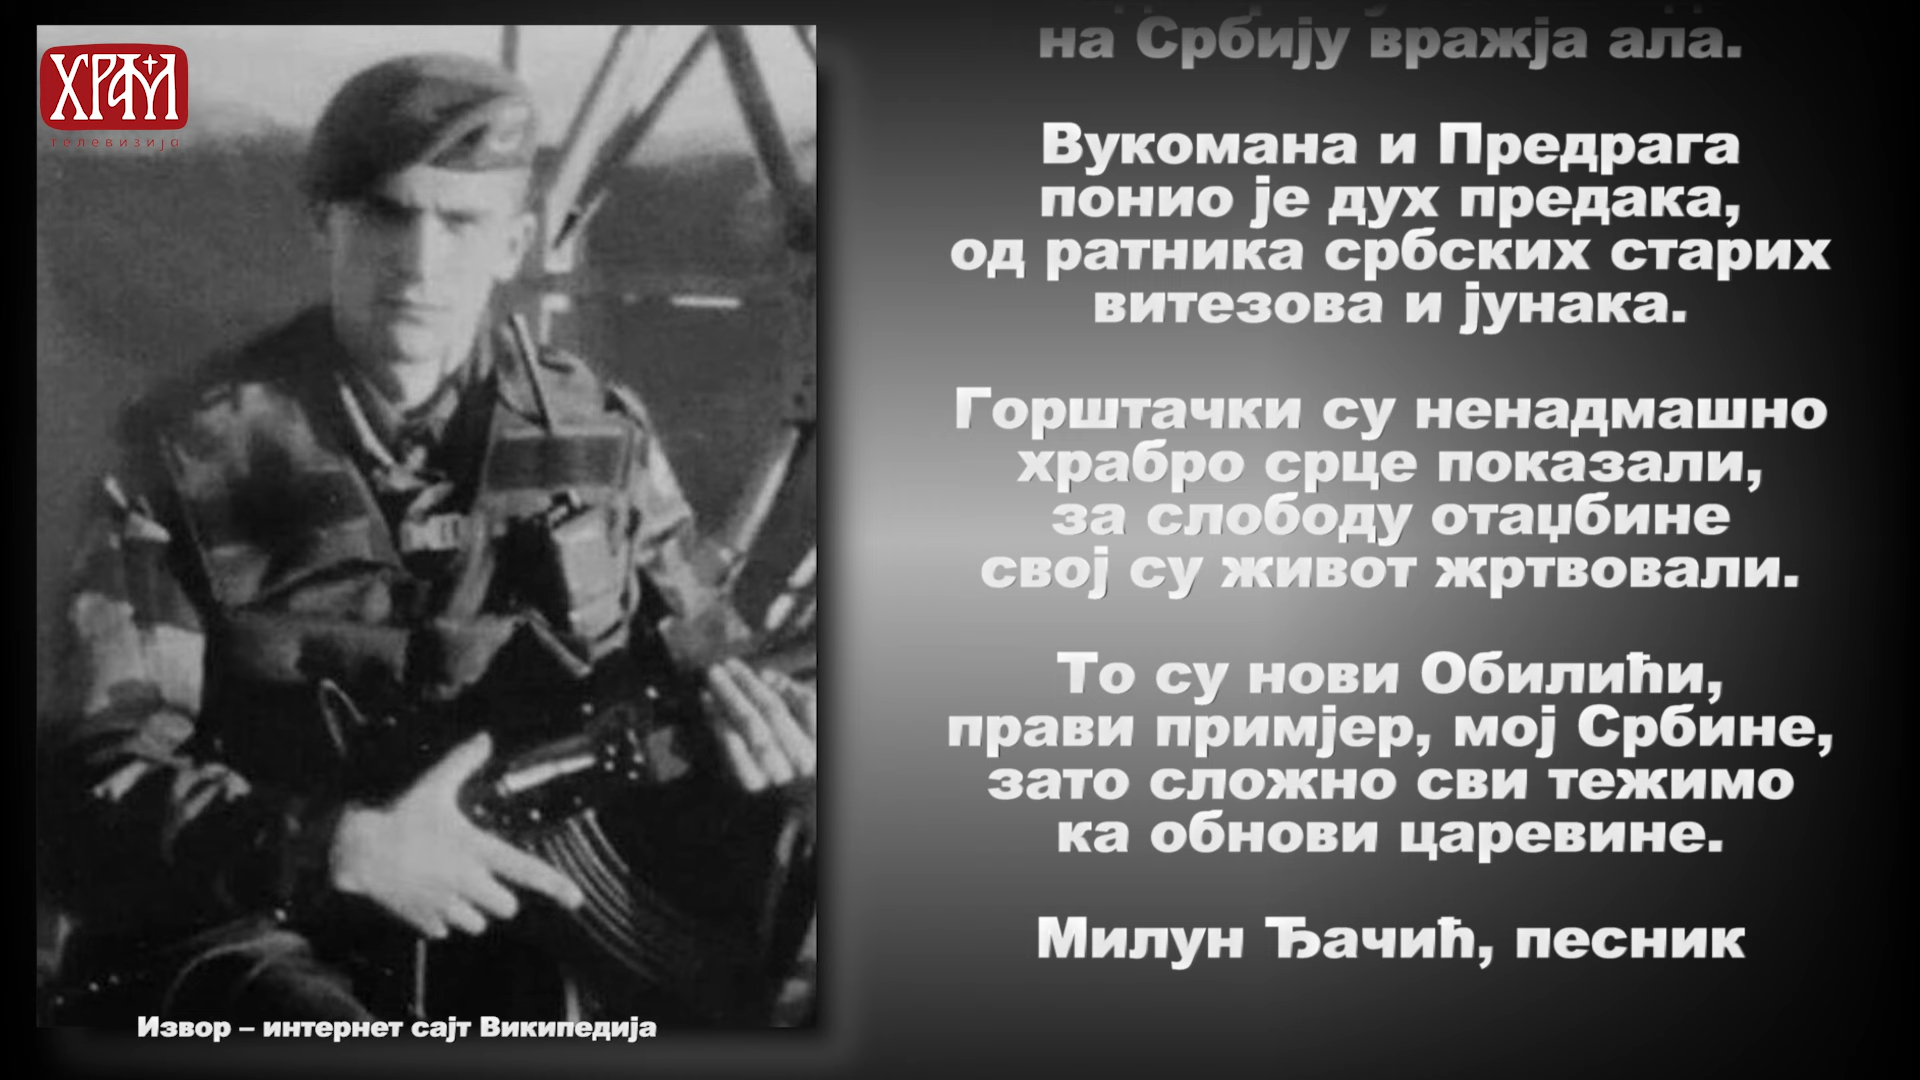 ХРАМ
телевизија
на Србију вражја ала.
Вукомана и Предрага
понио је дух предака,
од ратника србских старих
витезова и јунака.
Горштачки су ненадмашно
храбро срце показали,
за слободу отаџбине
свој су живот жртвовали.
То су нови Обилићи,
прави примјер, мој Србине,
зато сложно сви тежимо
ка обнови царевине.
Милун Ђачић, песник
Извор – интернет сајт Википедија